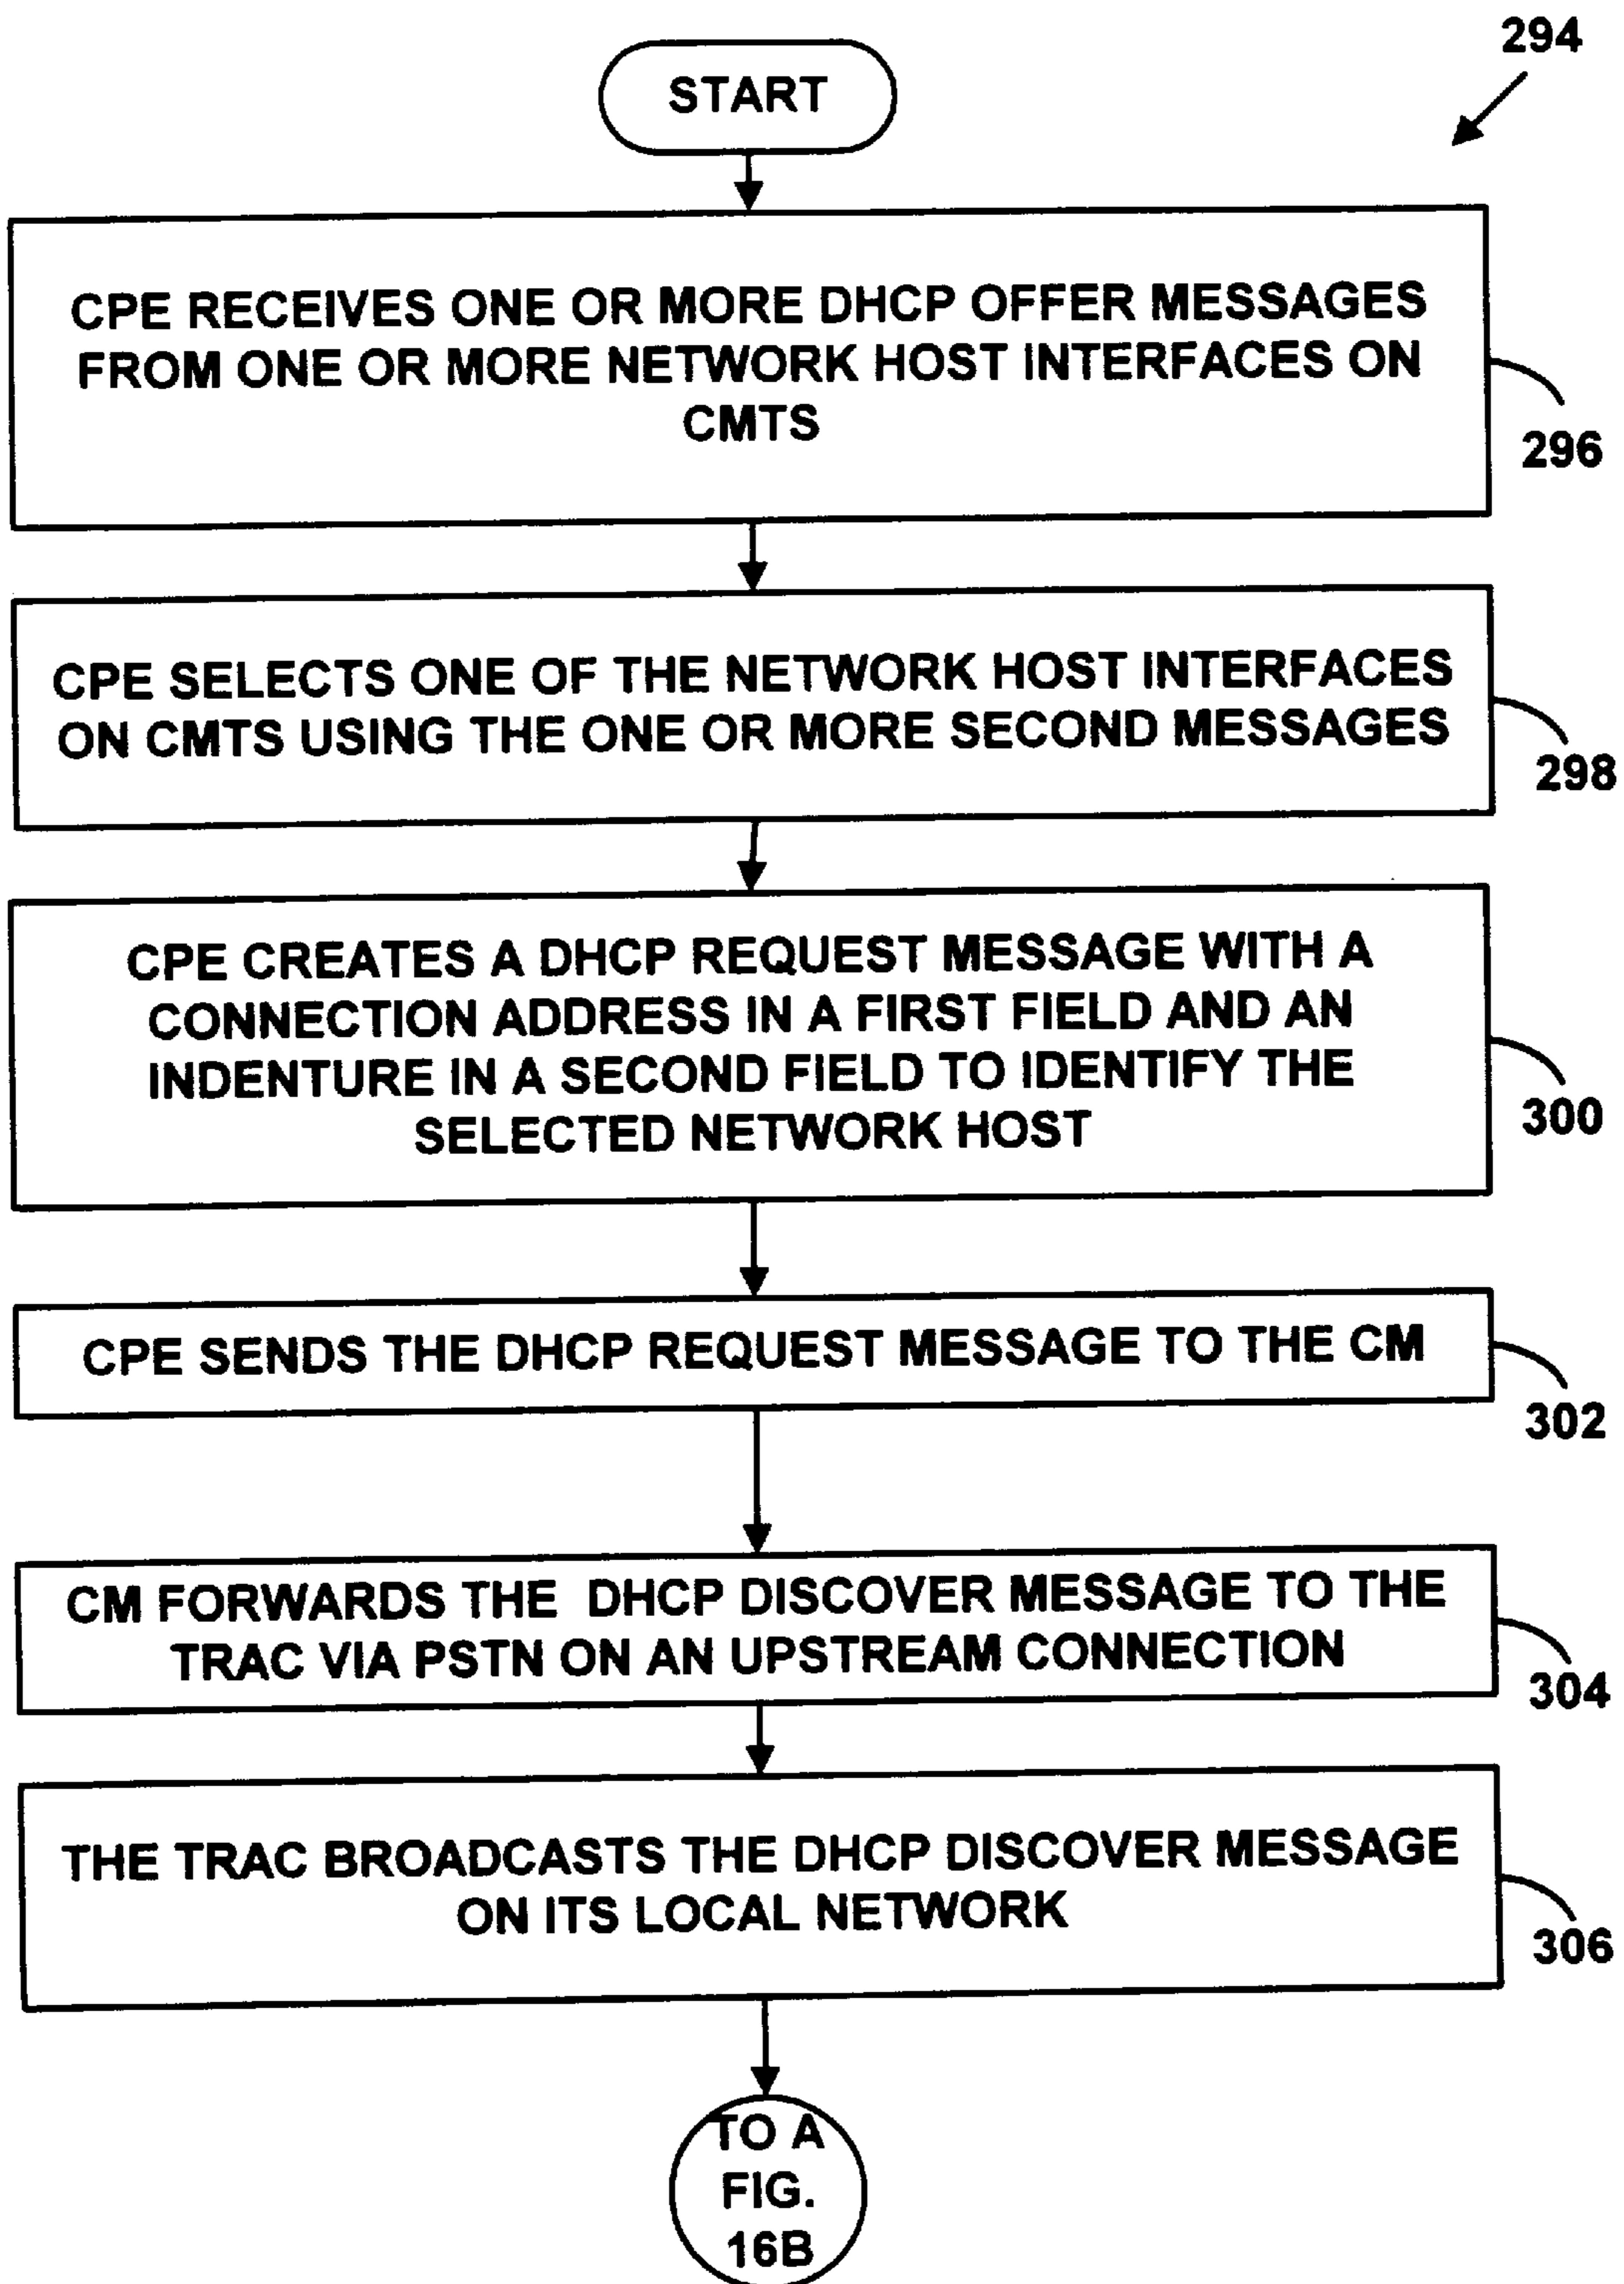 294
START
CPE RECEIVES ONE OR MORE DHCP OFFER MESSAGES
FROM ONE OR MORE NETWORK HOST INTERFACES ON
CMTS
296
CPE SELECTS ONE OF THE NETWORK HOST INTERFACES
ON CMTS USING THE ONE OR MORE SECOND MESSAGES
298
CPE CREATES A DHCP REQUEST MESSAGE WITH A
CONNECTION ADDRESS IN A FIRST FIELD AND AN
INDENTURE IN A SECOND FIELD TO IDENTIFY THE
SELECTED NETWORK HOST
300
CPE SENDS THE DHCP REQUEST MESSAGE TO THE CM
302
CM FORWARDS THE DHCP DISCOVER MESSAGE TO THE
TRAC VIA PSTN ON AN UPSTREAM CONNECTION
304
THE TRAC BROADCASTS THE DHCP DISCOVER MESSAGE
ON ITS LOCAL NETWORK
306
TO A
FIG.
16B